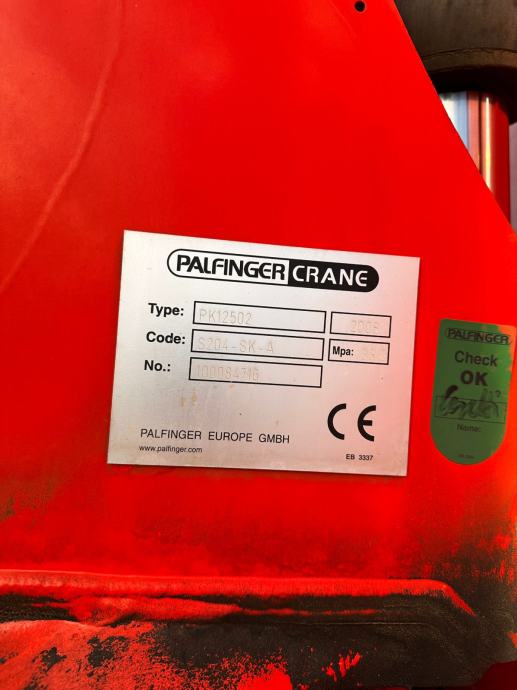 PALFINGER CRANE
Type: PK12502
Code: S204-SK-A
Mpa:
No.: 100084716
CE
PALFINGER EUROPE GMBH
www.palfinger.com
EB 3337
PALFINGER
Check
OK
Name: